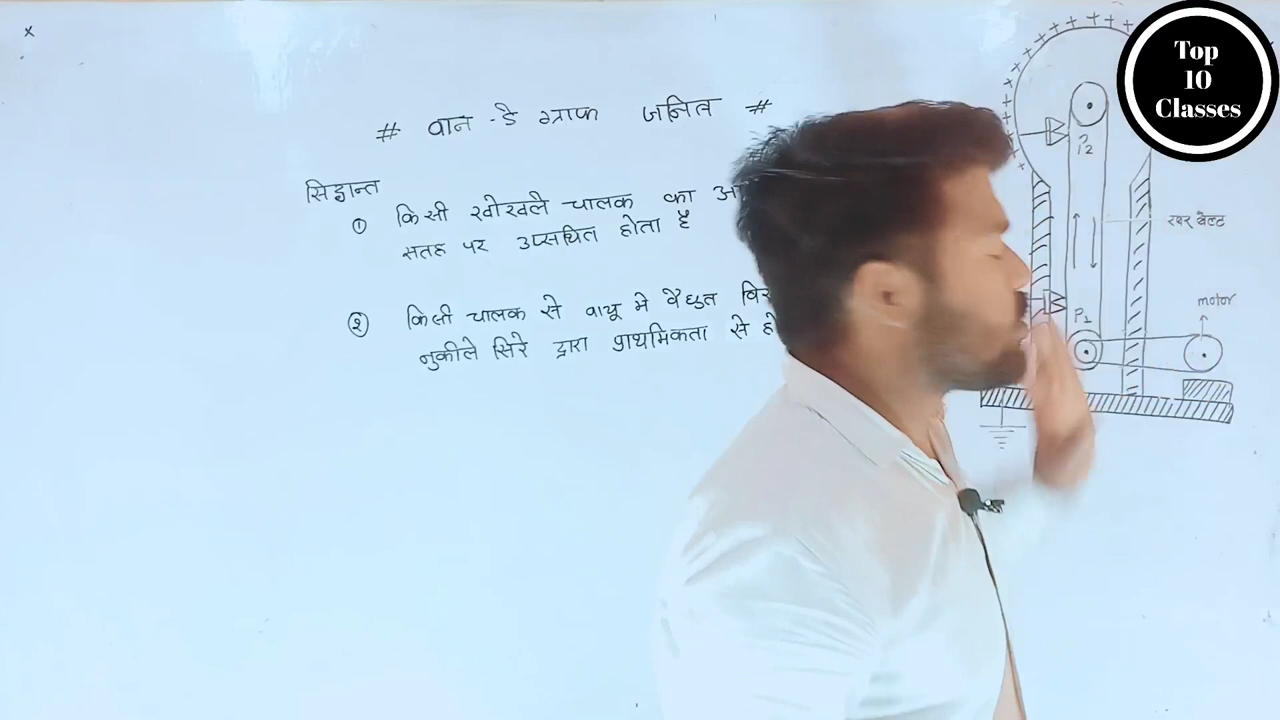 # वान-डे ग्राफ जनित #
सिद्धान्त
① किसी खोखले चालक का
सतह पर उपस्थित होता है
② किसी चालक से वायू मे वैधुत
नुकीले सिरे द्वारा प्राथमिकता से
P2
रबर बेल्ट
motor
P1
Top
10
Classes